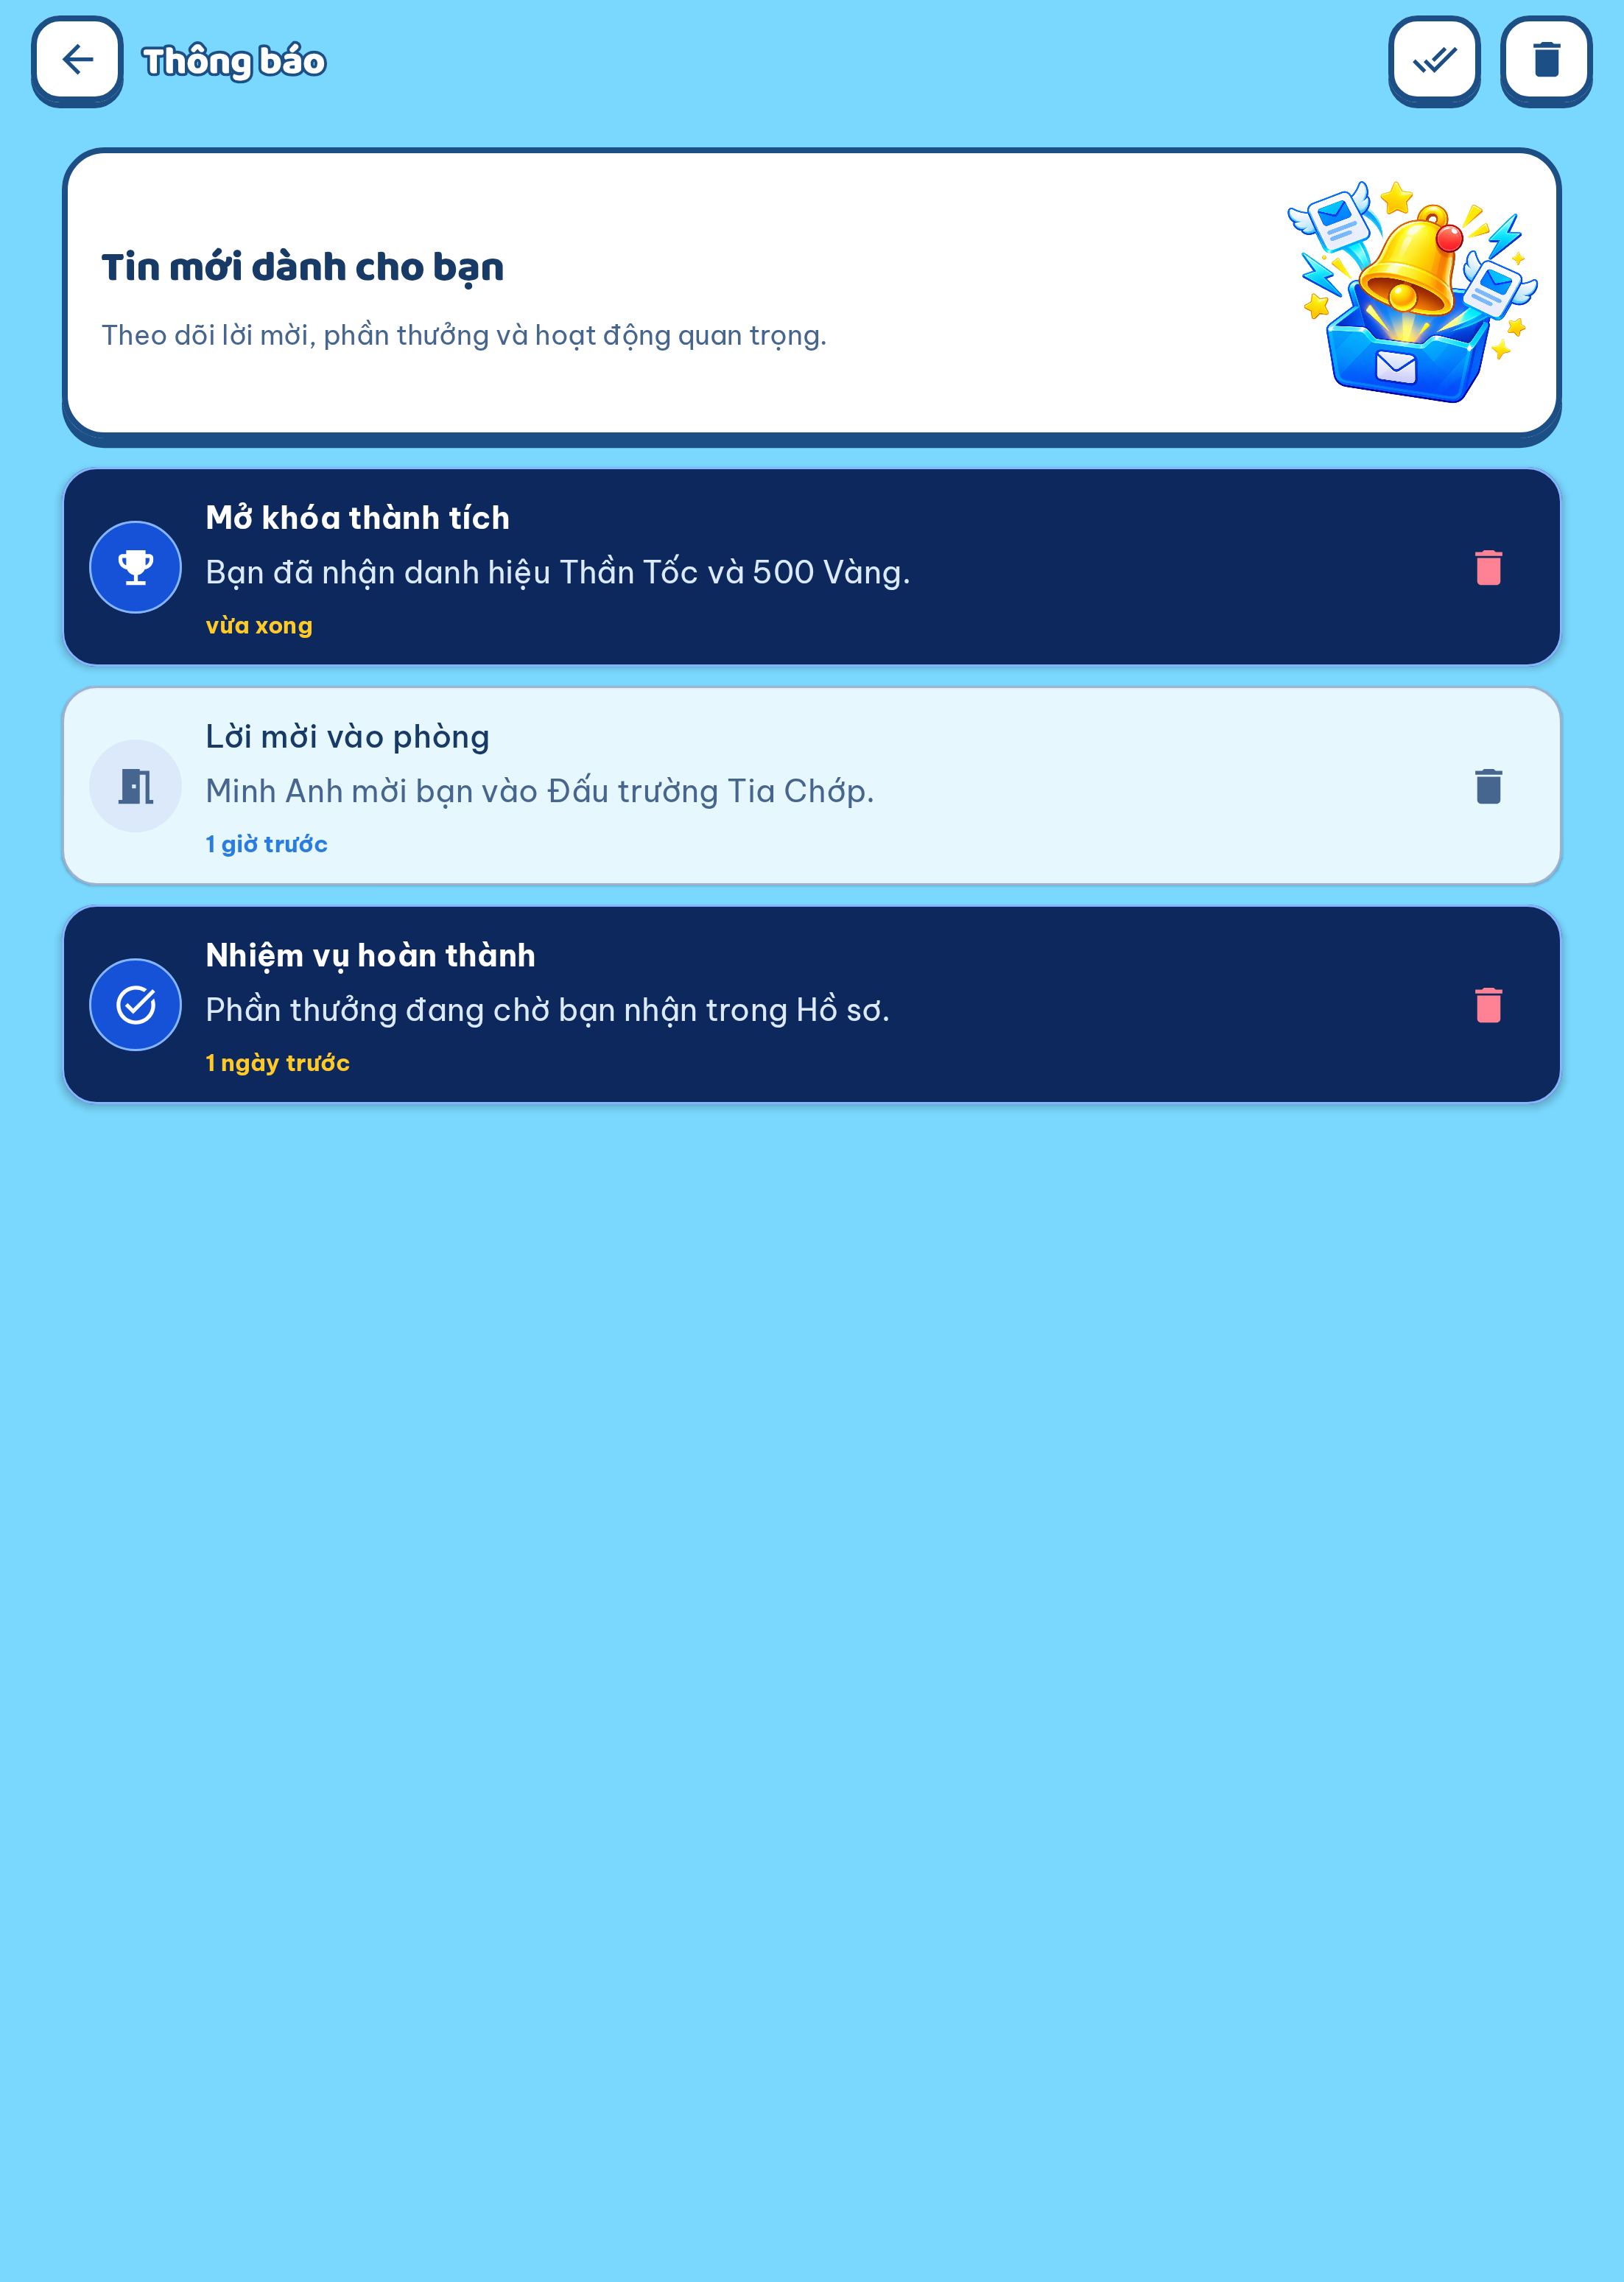 Thông báo
Tin mới dành cho bạn
Theo dõi lời mời, phần thưởng và hoạt động quan trọng.
Mở khóa thành tích
Bạn đã nhận danh hiệu Thần Tốc và 500 Vàng.
vừa xong
Lời mời vào phòng
Minh Anh mời bạn vào Đấu trường Tia Chớp.
1 giờ trước
Nhiệm vụ hoàn thành
Phần thưởng đang chờ bạn nhận trong Hồ sơ.
1 ngày trước